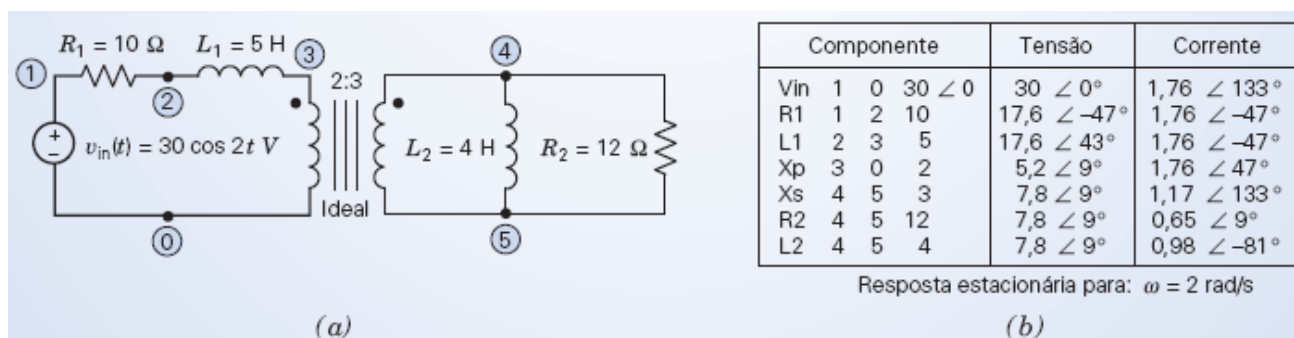 R₁ = 10 Ω
L₁ = 5 H
1
2
3
2:3
4
v_in(t) = 30 cos 2t V
L₂ = 4 H
R₂ = 12 Ω
Ideal
0
5
(a)
Componente Tensão Corrente
Vin 1 0 30 ∠ 0 30 ∠ 0° 1,76 ∠ 133°
R1 1 2 10 17,6 ∠ –47° 1,76 ∠ –47°
L1 2 3 5 17,6 ∠ 43° 1,76 ∠ –47°
Xp 3 0 2 5,2 ∠ 9° 1,76 ∠ 47°
Xs 4 5 3 7,8 ∠ 9° 1,17 ∠ 133°
R2 4 5 12 7,8 ∠ 9° 0,65 ∠ 9°
L2 4 5 4 7,8 ∠ 9° 0,98 ∠ –81°
Resposta estacionária para: ω = 2 rad/s
(b)